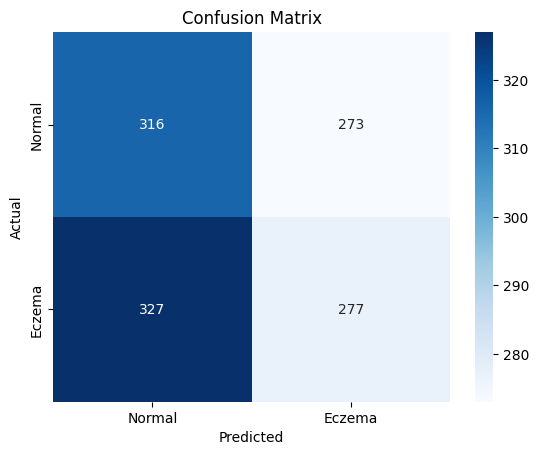 Confusion Matrix
Actual
Normal
316
273
Eczema
327
277
Normal
Eczema
Predicted
320
310
300
290
280